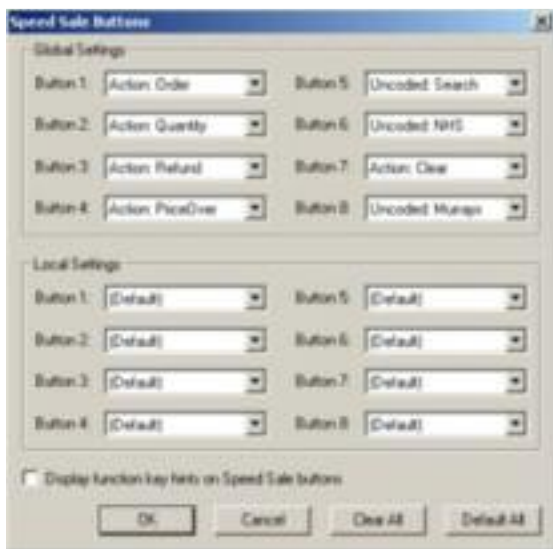 Speed Sale Buttons
Global Settings
Button 1: Action: Order Button 5: Uncoded: Search
Button 2: Action: Quantity Button 6: Uncoded: NHS
Button 3: Action: Refund Button 7: Action: Clear
Button 4: Action: PriceOver Button 8: Uncoded:
Local Settings
Button 1: (Default) Button 5: (Default)
Button 2: (Default) Button 6: (Default)
Button 3: (Default) Button 7: (Default)
Button 4: (Default) Button 8: (Default)
Display function key hints on Speed Sale buttons
OK Cancel Clear All Default All